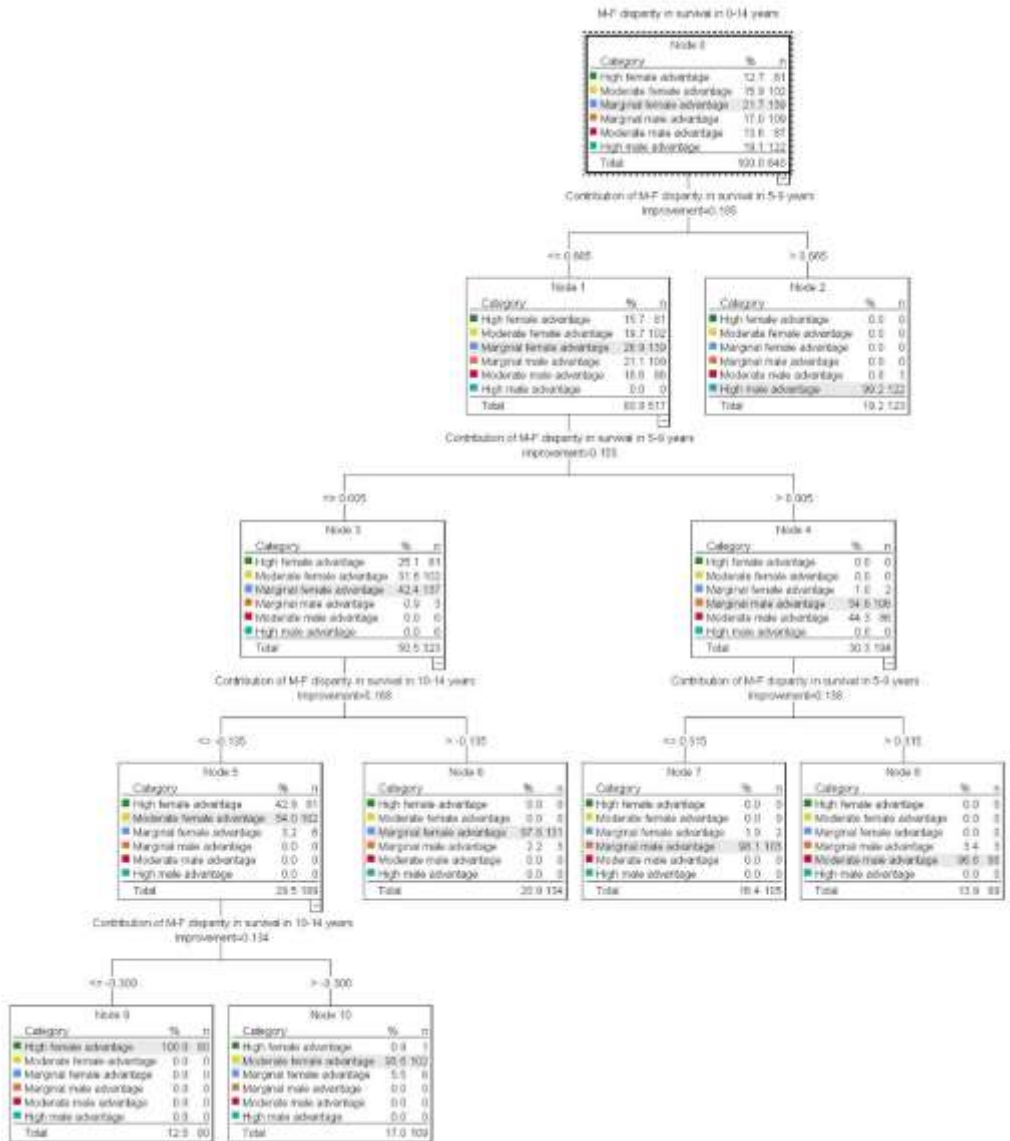 M-F disparity in survival in 0-14 years
Node 0
Category % n
High female advantage 12.7 81
Moderate female advantage 15.9 102
Marginal female advantage 21.7 139
Marginal male advantage 17.0 109
Moderate male advantage 13.6 87
High male advantage 19.1 122
Total 100.0 640
Contribution of M-F disparity in survival in 5-9 years
Improvement=
<= 0.665
> 0.665
Node 1
Category % n
High female advantage 15.7 81
Moderate female advantage 19.7 102
Marginal female advantage 26.9 139
Marginal male advantage 21.1 109
Moderate male advantage 16.6 86
High male advantage 0.0 0
Total 80.8 517
Node 2
Category % n
High female advantage 0.0 0
Moderate female advantage 0.0 0
Marginal female advantage 0.0 0
Marginal male advantage 0.0 0
Moderate male advantage 0.8 1
High male advantage 99.2 122
Total 19.2 123
Contribution of M-F disparity in survival in 5-9 years
Improvement=
<= 0.005
> 0.005
Node 3
Category % n
High female advantage 25.1 81
Moderate female advantage 31.6 102
Marginal female advantage 42.4 137
Marginal male advantage 0.9 3
Moderate male advantage 0.0 0
High male advantage 0.0 0
Total 50.5 323
Node 4
Category % n
High female advantage 0.0 0
Moderate female advantage 0.0 0
Marginal female advantage 1.0 2
Marginal male advantage 54.6 106
Moderate male advantage 44.3 86
High male advantage 0.0 0
Total 30.3 194
Contribution of M-F disparity in survival in 10-14 years
Improvement=0.168
Contribution of M-F disparity in survival in 5-9 years
Improvement=0.138
<= -0.135
> -0.135
<=
>
Node 5
Category % n
High female advantage 42.9 81
Moderate female advantage 54.0 102
Marginal female advantage 3.2 6
Marginal male advantage 0.0 0
Moderate male advantage 0.0 0
High male advantage 0.0 0
Total 29.5 189
Node 6
Category % n
High female advantage 0.0 0
Moderate female advantage 0.0 0
Marginal female advantage 97.8 131
Marginal male advantage 2.2 3
Moderate male advantage 0.0 0
High male advantage 0.0 0
Total 20.9 134
Node 7
Category % n
High female advantage 0.0 0
Moderate female advantage 0.0 0
Marginal female advantage 1.9 2
Marginal male advantage 98.1 103
Moderate male advantage 0.0 0
High male advantage 0.0 0
Total 16.4 105
Node 8
Category % n
High female advantage 0.0 0
Moderate female advantage 0.0 0
Marginal female advantage 0.0 0
Marginal male advantage 3.4 3
Moderate male advantage 96.6 86
High male advantage 0.0 0
Total 13.9 89
Contribution of M-F disparity in survival in 10-14 years
Improvement=0.134
<= -0.300
> -0.300
Node 9
Category % n
High female advantage 100.0 80
Moderate female advantage 0.0 0
Marginal female advantage 0.0 0
Marginal male advantage 0.0 0
Moderate male advantage 0.0 0
High male advantage 0.0 0
Total 12.5 80
Node 10
Category % n
High female advantage 0.9 1
Moderate female advantage 93.6 102
Marginal female advantage 5.5 6
Marginal male advantage 0.0 0
Moderate male advantage 0.0 0
High male advantage 0.0 0
Total 17.0 109